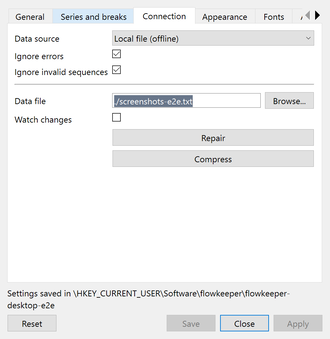 General Series and breaks Connection Appearance Fonts
Data source Local file (offline)
Ignore errors
Ignore invalid sequences
Data file ./screenshots-e2e.txt Browse...
Watch changes
Repair
Compress
Settings saved in \HKEY_CURRENT_USER\Software\flowkeeper\flowkeeper-
desktop-e2e
Reset Save Close Apply